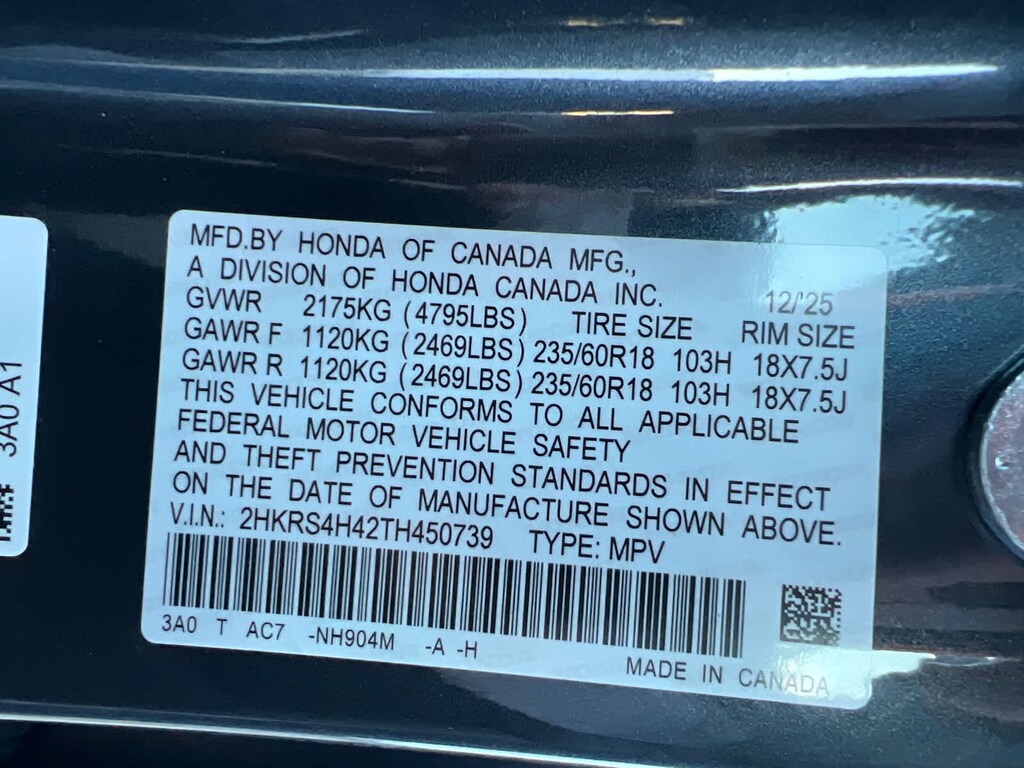 MFD.BY HONDA OF CANADA MFG.,
A DIVISION OF HONDA CANADA INC. 12/'25
GVWR 2175KG (4795LBS) TIRE SIZE RIM SIZE
GAWR F 1120KG (2469LBS) 235/60R18 103H 18X7.5J
GAWR R 1120KG (2469LBS) 235/60R18 103H 18X7.5J
THIS VEHICLE CONFORMS TO ALL APPLICABLE
FEDERAL MOTOR VEHICLE SAFETY
AND THEFT PREVENTION STANDARDS IN EFFECT
ON THE DATE OF MANUFACTURE SHOWN ABOVE.
V.I.N.: 2HKRS4H42TH450739 TYPE: MPV
3A0 T AC7 -NH904M -A -H
MADE IN CANADA
3A0 A1